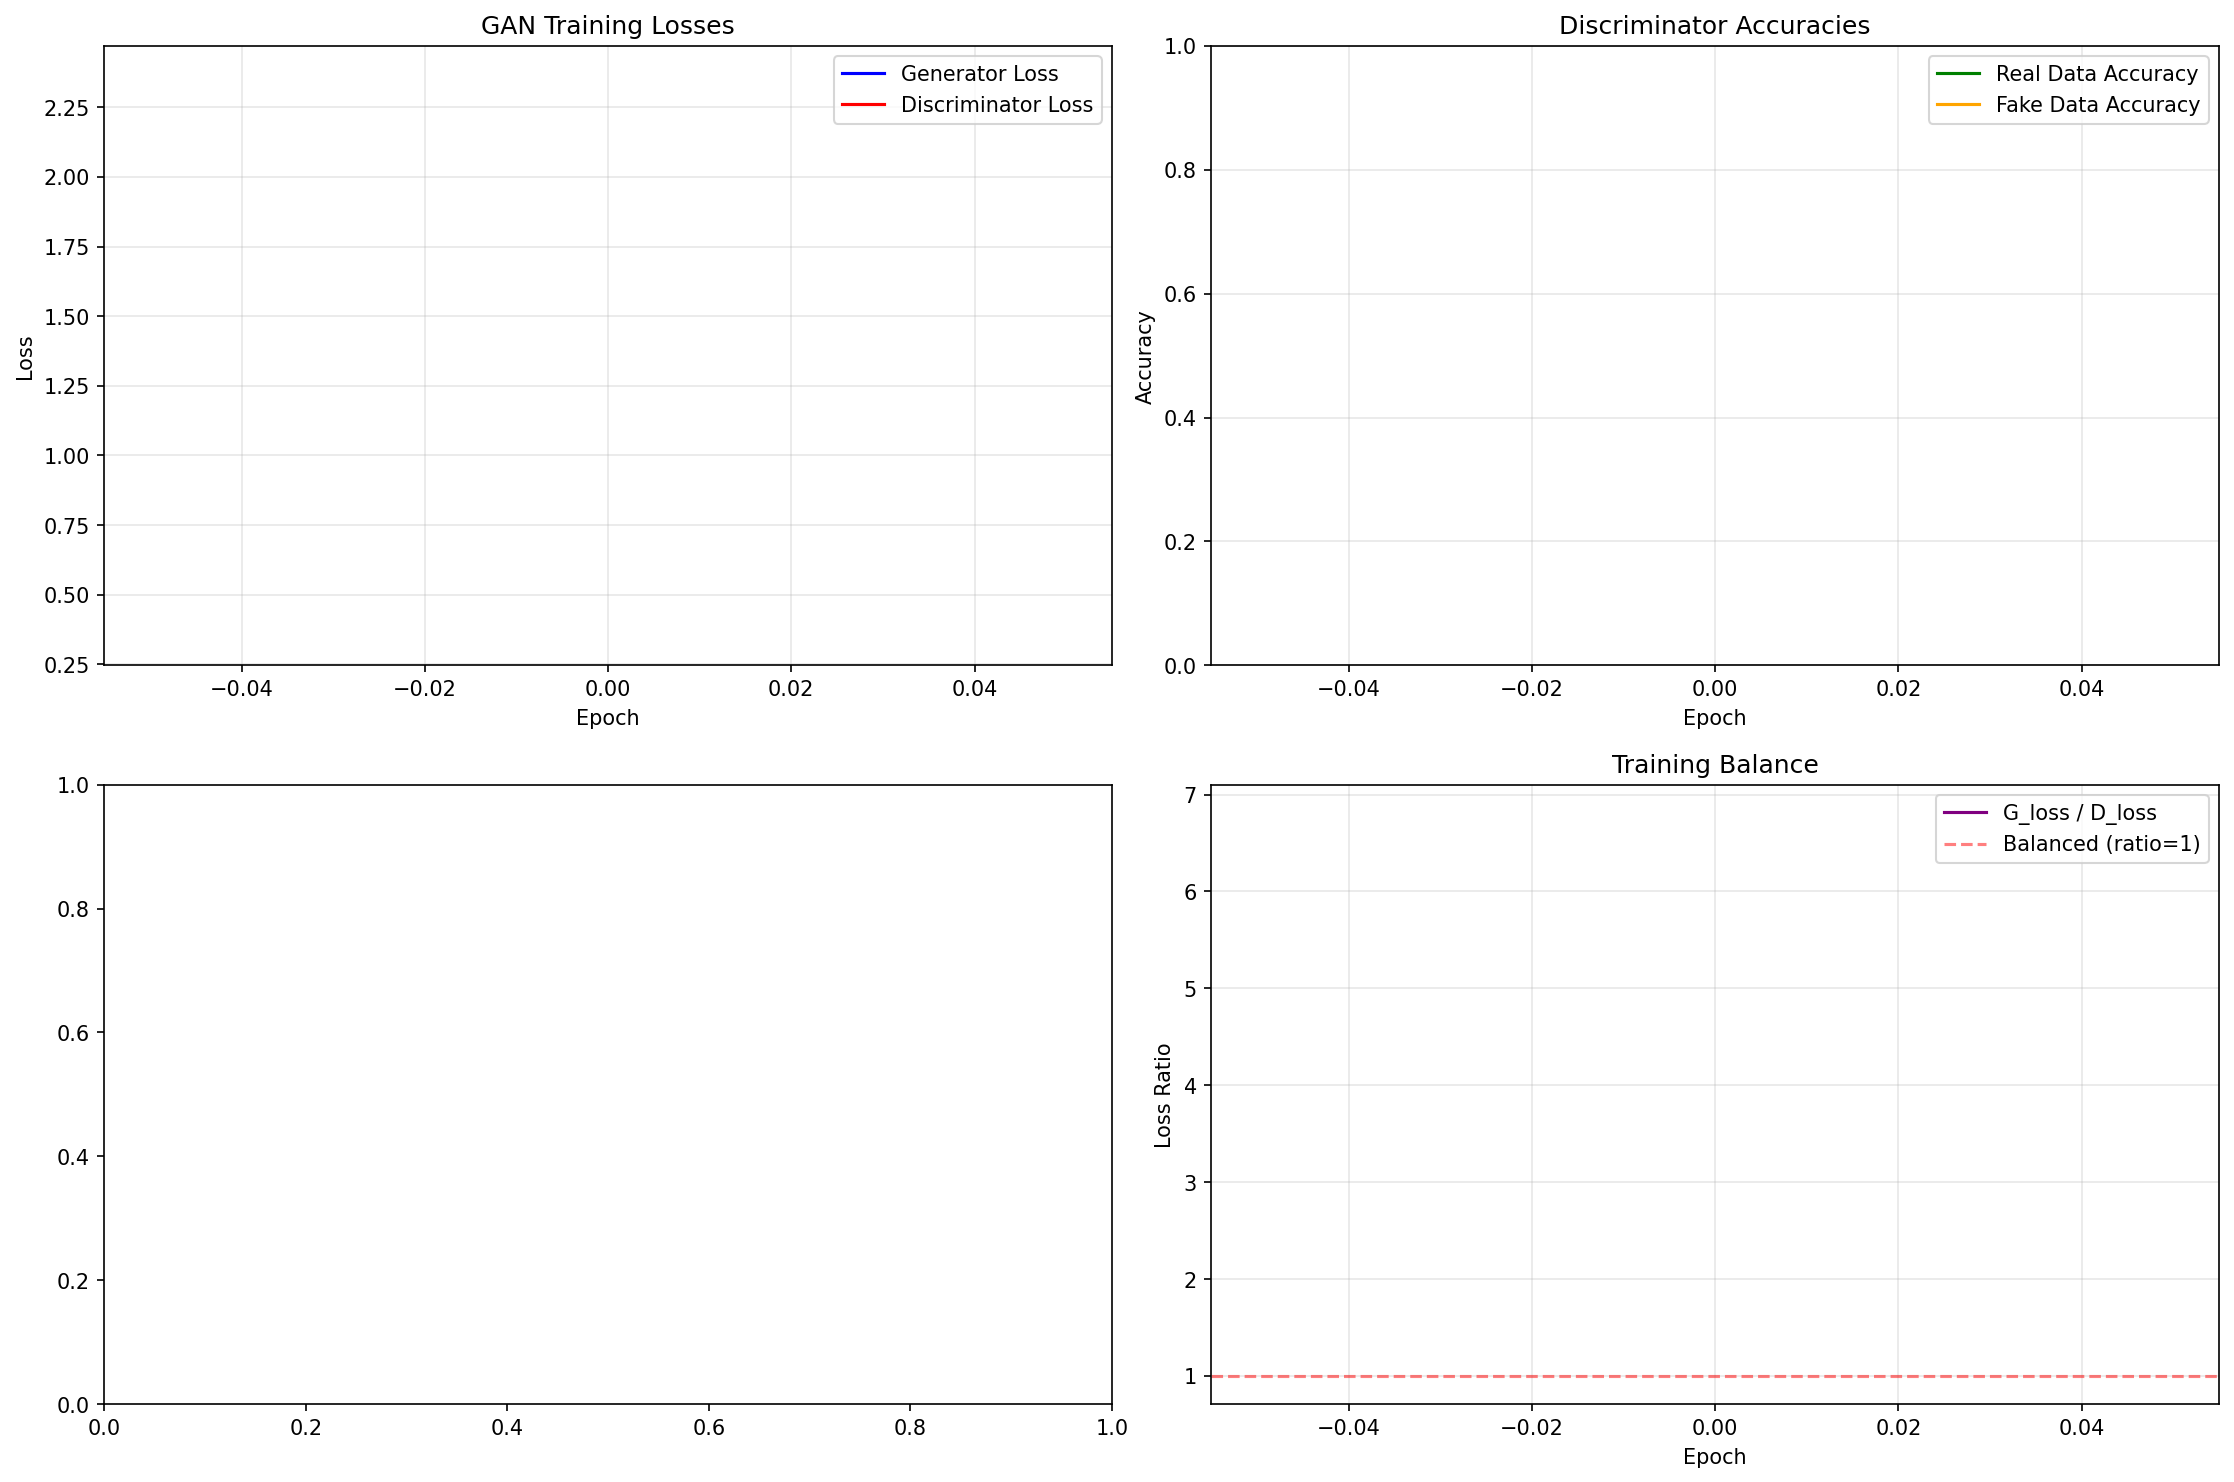 GAN Training Losses
Generator Loss
Discriminator Loss
2.25
2.00
1.75
1.50
1.25
1.00
0.75
0.50
0.25
Loss
−0.04 −0.02 0.00 0.02 0.04
Epoch
Discriminator Accuracies
Real Data Accuracy
Fake Data Accuracy
1.0
0.8
0.6
0.4
0.2
0.0
Accuracy
−0.04 −0.02 0.00 0.02 0.04
Epoch
1.0
0.8
0.6
0.4
0.2
0.0
0.0 0.2 0.4 0.6 0.8 1.0
Training Balance
G_loss / D_loss
Balanced (ratio=1)
7
6
5
4
3
2
1
Loss Ratio
−0.04 −0.02 0.00 0.02 0.04
Epoch